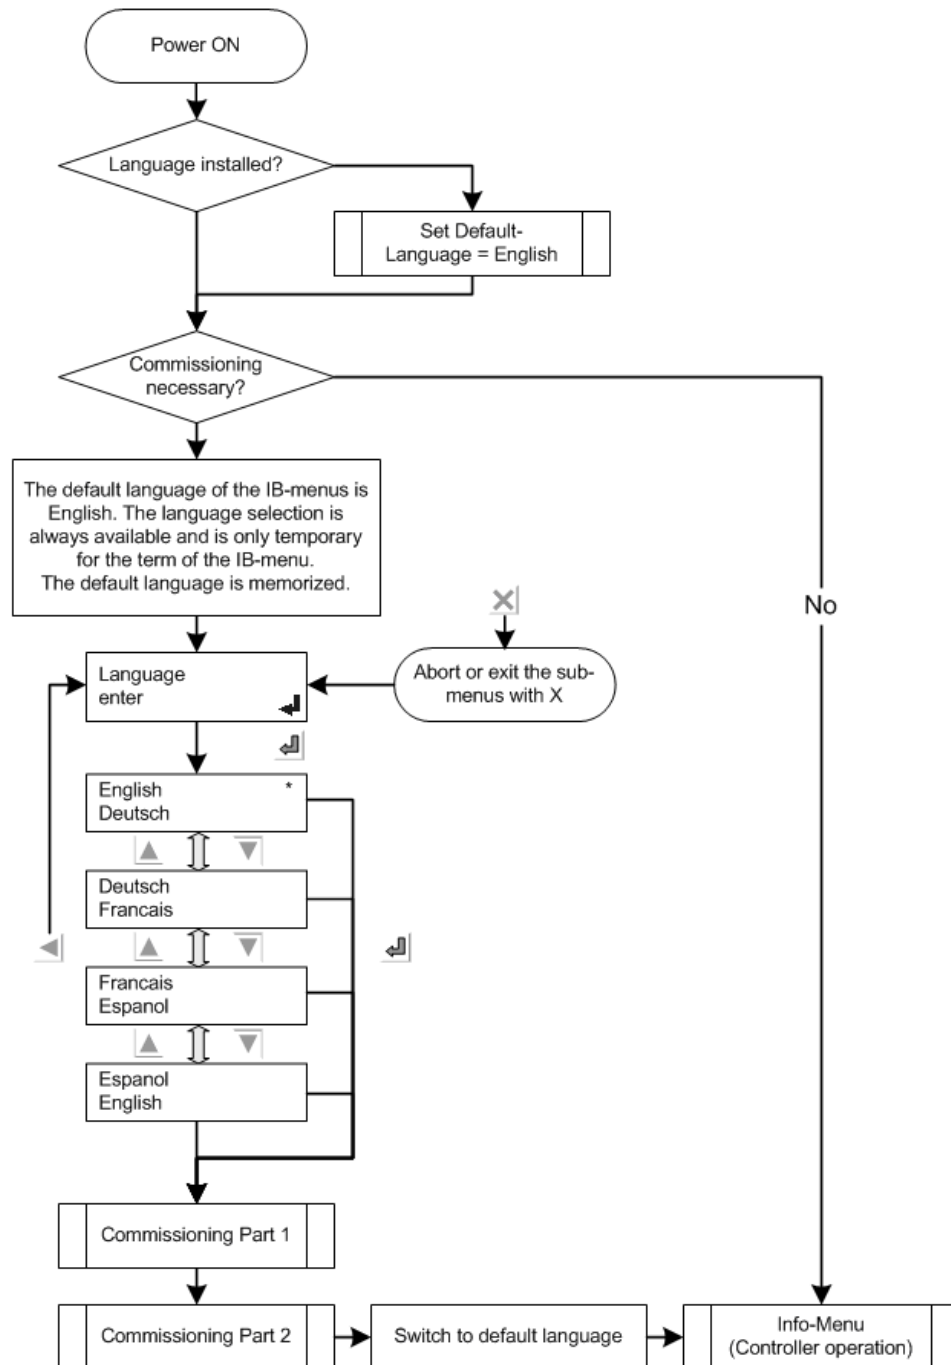 Power ON
Language installed?
Set Default-
Language = English
Commissioning
necessary?
The default language of the IB-menus is
English. The language selection is
always available and is only temporary
for the term of the IB-menu.
The default language is memorized.
No
Language
enter
Abort or exit the sub-
menus with X
English *
Deutsch
Deutsch
Francais
Francais
Espanol
Espanol
English
Commissioning Part 1
Commissioning Part 2
Switch to default language
Info-Menu
(Controller operation)